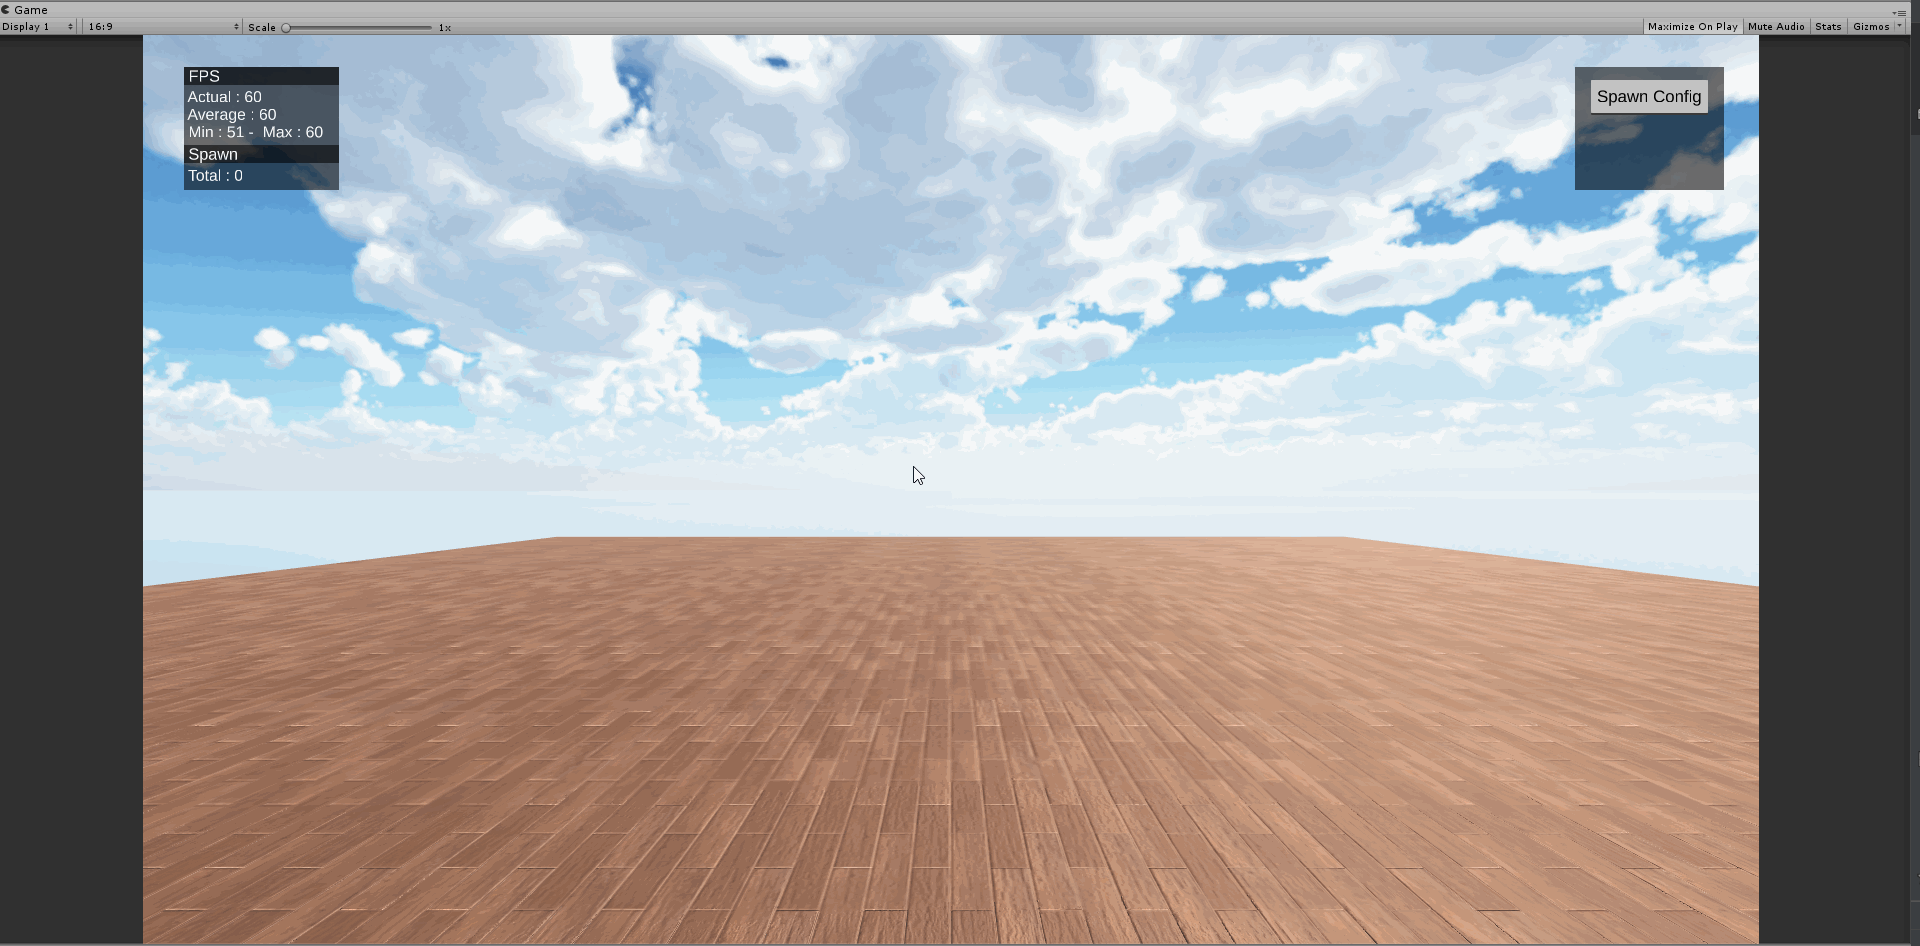 Game
Display 1 16:9 Scale 1x Maximize On Play Mute Audio Stats Gizmos
FPS
Actual : 60
Average : 60
Min : 51 - Max : 60
Spawn
Total : 0
Spawn Config